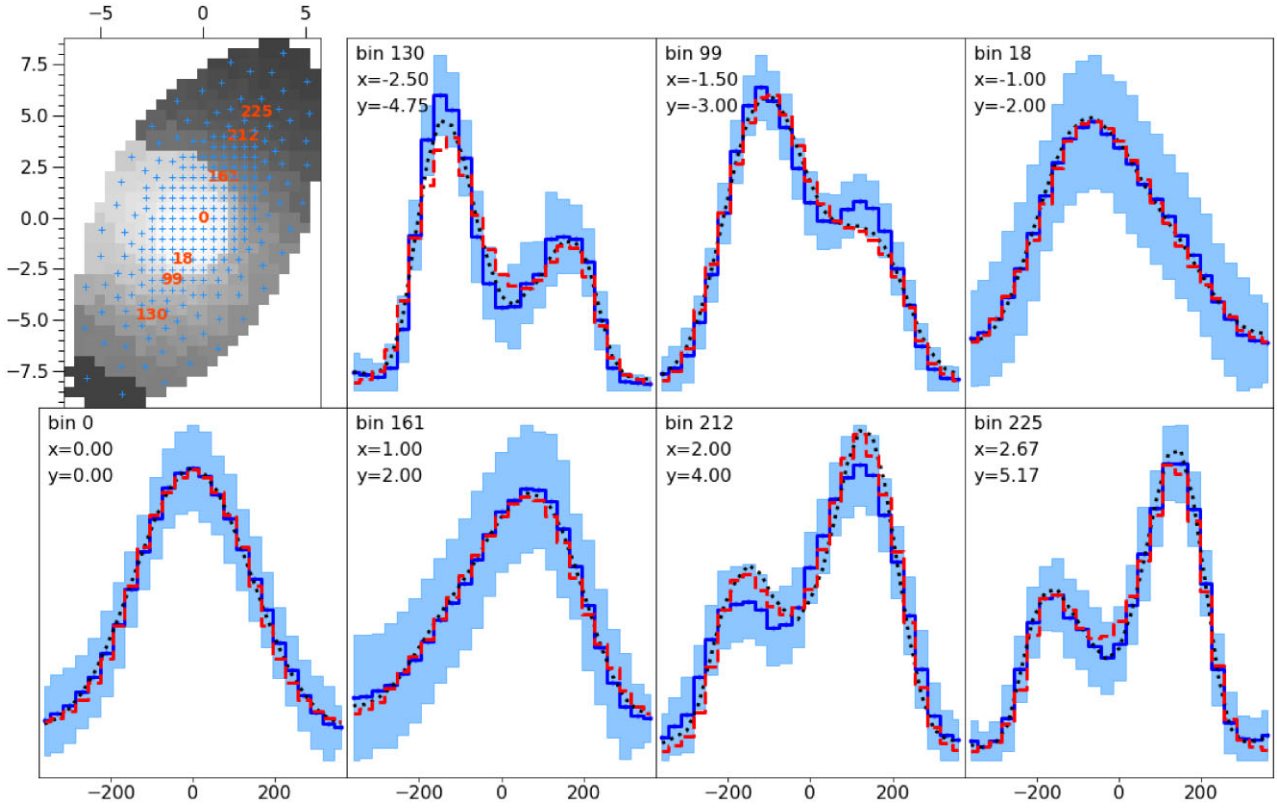 −5 0 5
7.5
5.0
2.5
0.0
−2.5
−5.0
−7.5
225
212
161
0
18
99
130
bin 130
x=-2.50
y=-4.75
bin 99
x=-1.50
y=-3.00
bin 18
x=-1.00
y=-2.00
bin 0
x=0.00
y=0.00
bin 161
x=1.00
y=2.00
bin 212
x=2.00
y=4.00
bin 225
x=2.67
y=5.17
−200 0 200 −200 0 200 −200 0 200 −200 0 200